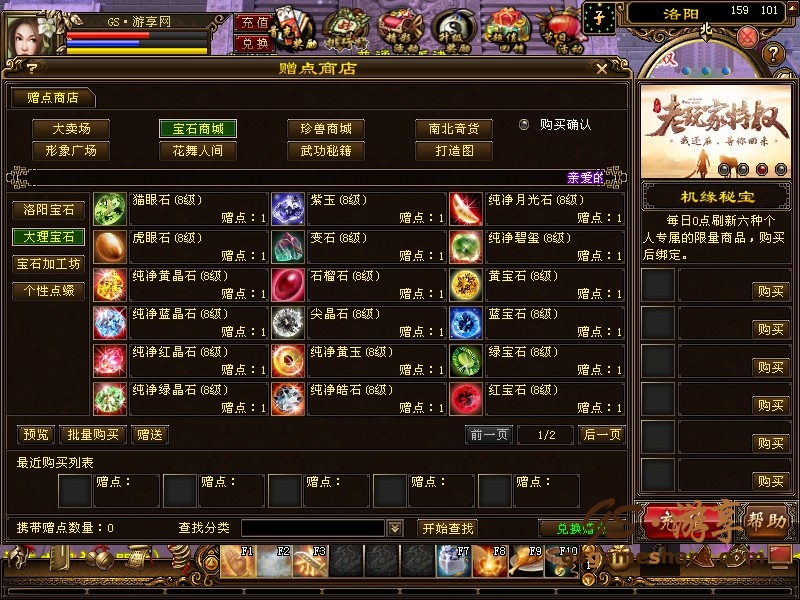 GS·游享网
充值
兑换
洛阳
159 101
北
赠点商店
赠点商店
大卖场
宝石商城
珍兽商城
南北奇货
购买确认
形象广场
花舞人间
武功秘籍
打造图
亲爱的
洛阳宝石
大理宝石
宝石加工坊
个性点缀
猫眼石(8级)
赠点:1
紫玉(8级)
赠点:1
纯净月光石(8级)
赠点:1
虎眼石(8级)
赠点:1
变石(8级)
赠点:1
纯净碧玺(8级)
赠点:1
纯净黄晶石(8级)
赠点:1
石榴石(8级)
赠点:1
黄宝石(8级)
赠点:1
纯净蓝晶石(8级)
赠点:1
尖晶石(8级)
赠点:1
蓝宝石(8级)
赠点:1
纯净红晶石(8级)
赠点:1
纯净黄玉(8级)
赠点:1
绿宝石(8级)
赠点:1
纯净绿晶石(8级)
赠点:1
纯净皓石(8级)
赠点:1
红宝石(8级)
赠点:1
预览
批量购买
赠送
前一页
1/2
后一页
最近购买列表
赠点:
赠点:
赠点:
赠点:
赠点:
携带赠点数量:0
查找分类
开始查找
兑换赠点
老玩家特权
我还在,等你回来
机缘秘宝
每日0点刷新六种个
人专属的限量商品,购买
后绑定。
购买
购买
购买
购买
购买
购买
帮助
F1
F2
F3
F7
F8
F9
F10